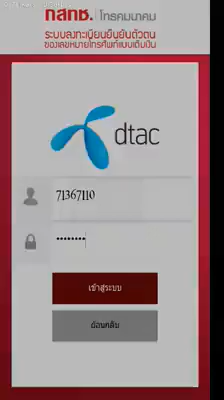 กสทช. โทรคมนาคม
ระบบลงทะเบียนยืนยันตัวตน
ของเลขหมายโทรศัพท์แบบเติมเงิน
dtac
71367110
••••••••
เข้าสู่ระบบ
ย้อนกลับ